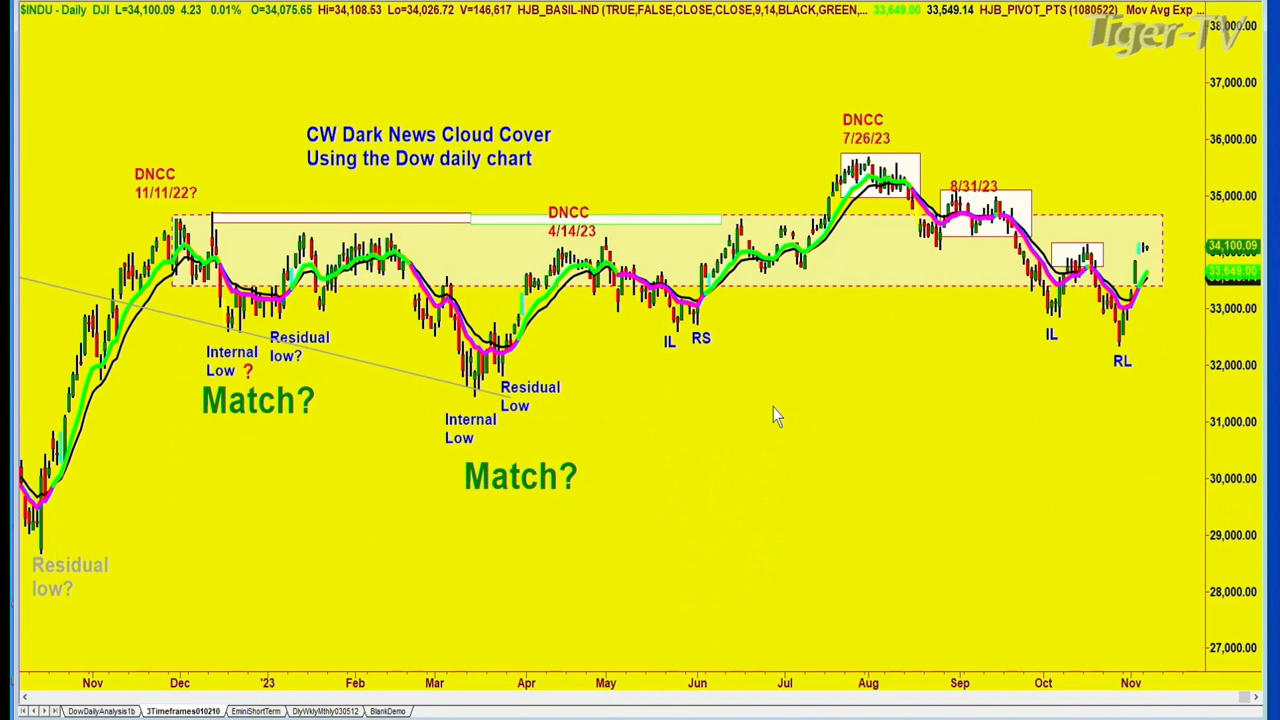 $INDU - Daily DJI L=34,100.09 4.23 0.01% O=34,075.65 Hi=34,108.53 Lo=34,026.72 V=146,617 HJB_BASIL-IND (TRUE,FALSE,CLOSE,CLOSE,9,14,BLACK,GREEN,... 33,649.00 33,549.14 HJB_PIVOT_PTS (1080522) Mov Avg Exp ...
Tiger-TV
38,000.00
37,000.00
36,000.00
35,000.00
34,100.09
33,649.00
33,000.00
32,000.00
31,000.00
30,000.00
29,000.00
28,000.00
27,000.00
CW Dark News Cloud Cover
Using the Dow daily chart
DNCC
11/11/22?
DNCC
4/14/23
DNCC
7/26/23
8/31/23
Internal
Low ?
Residual
low?
Match?
Internal
Low
Residual
Low
Match?
IL
RS
IL
RL
Residual
low?
Nov Dec '23 Feb Mar Apr May Jun Jul Aug Sep Oct Nov
DowDailyAnalysis1b 3Timeframes010210 EminiShortTerm DlyWklyMthly030512 BlankDemo